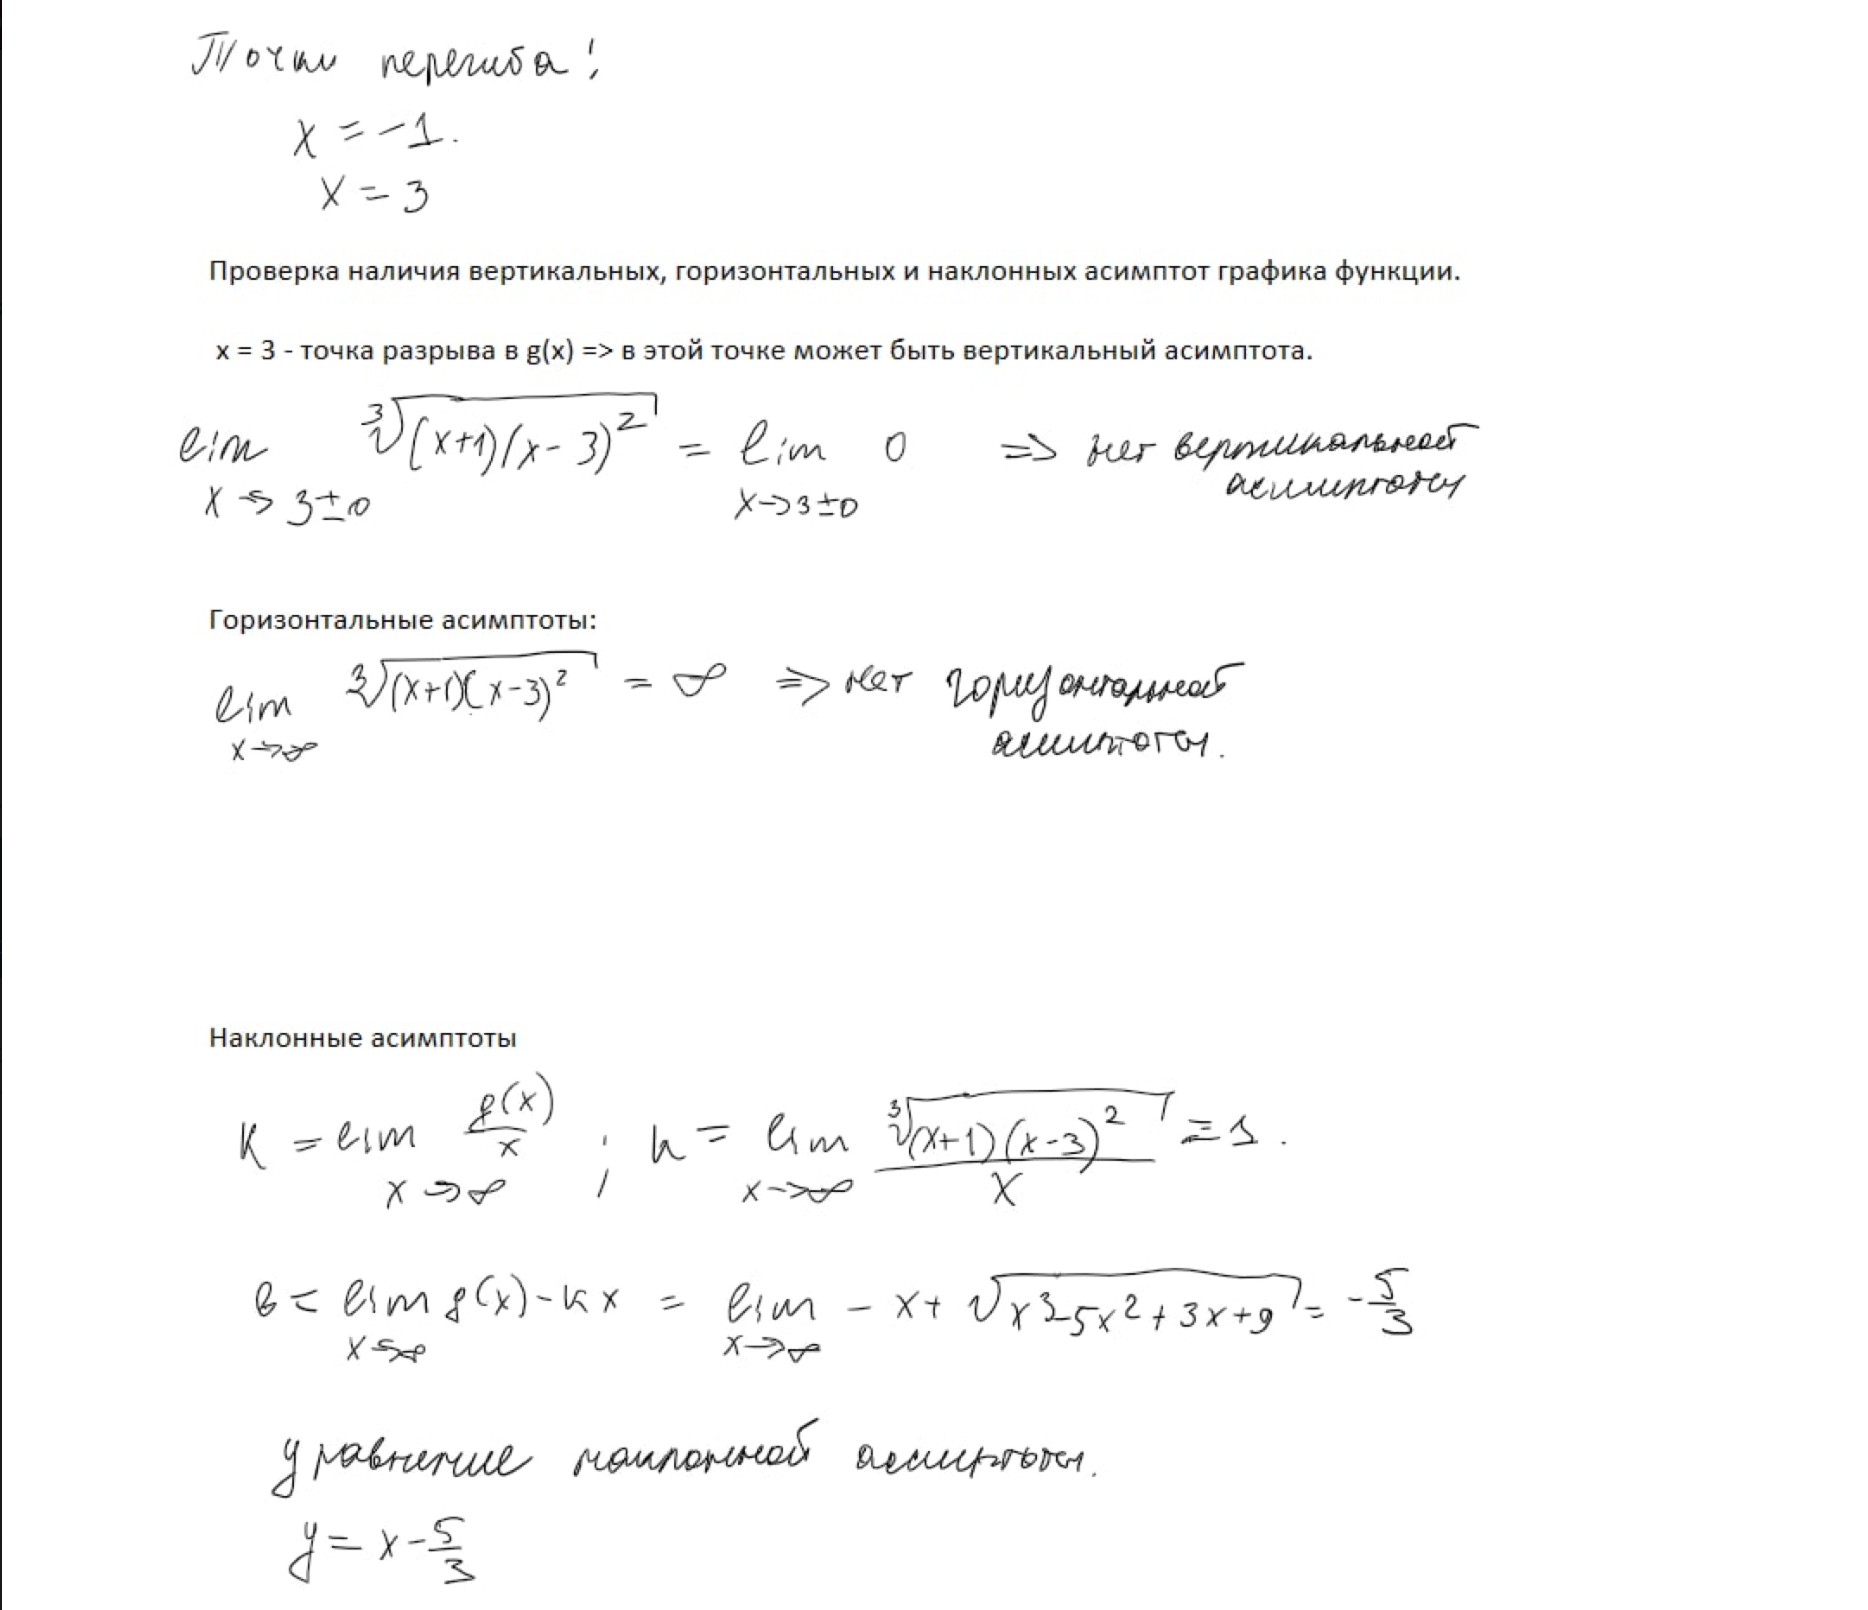 Точки перегиба:
x = -1.
x = 3
Проверка наличия вертикальных, горизонтальных и наклонных асимптот графика функции.
x = 3 - точка разрыва в g(x) => в этой точке может быть вертикальный асимптота.
lim x→3±0 ∛((x+1)(x-3)²) = lim x→3±0 0 => нет вертикальной
асимптоты
Горизонтальные асимптоты:
lim x→∞ ∛((x+1)(x-3)²) = ∞ => нет горизонтальной
асимптоты.
Наклонные асимптоты
K = lim x→∞ g(x)/x ; k = lim x→∞ ∛((x+1)(x-3)²)/x = 1.
b = lim x→∞ g(x) - kx = lim x→∞ - x + √(x³-5x²+3x+9) = -5/3
уравнение наклонной асимптоты.
y = x - 5/3